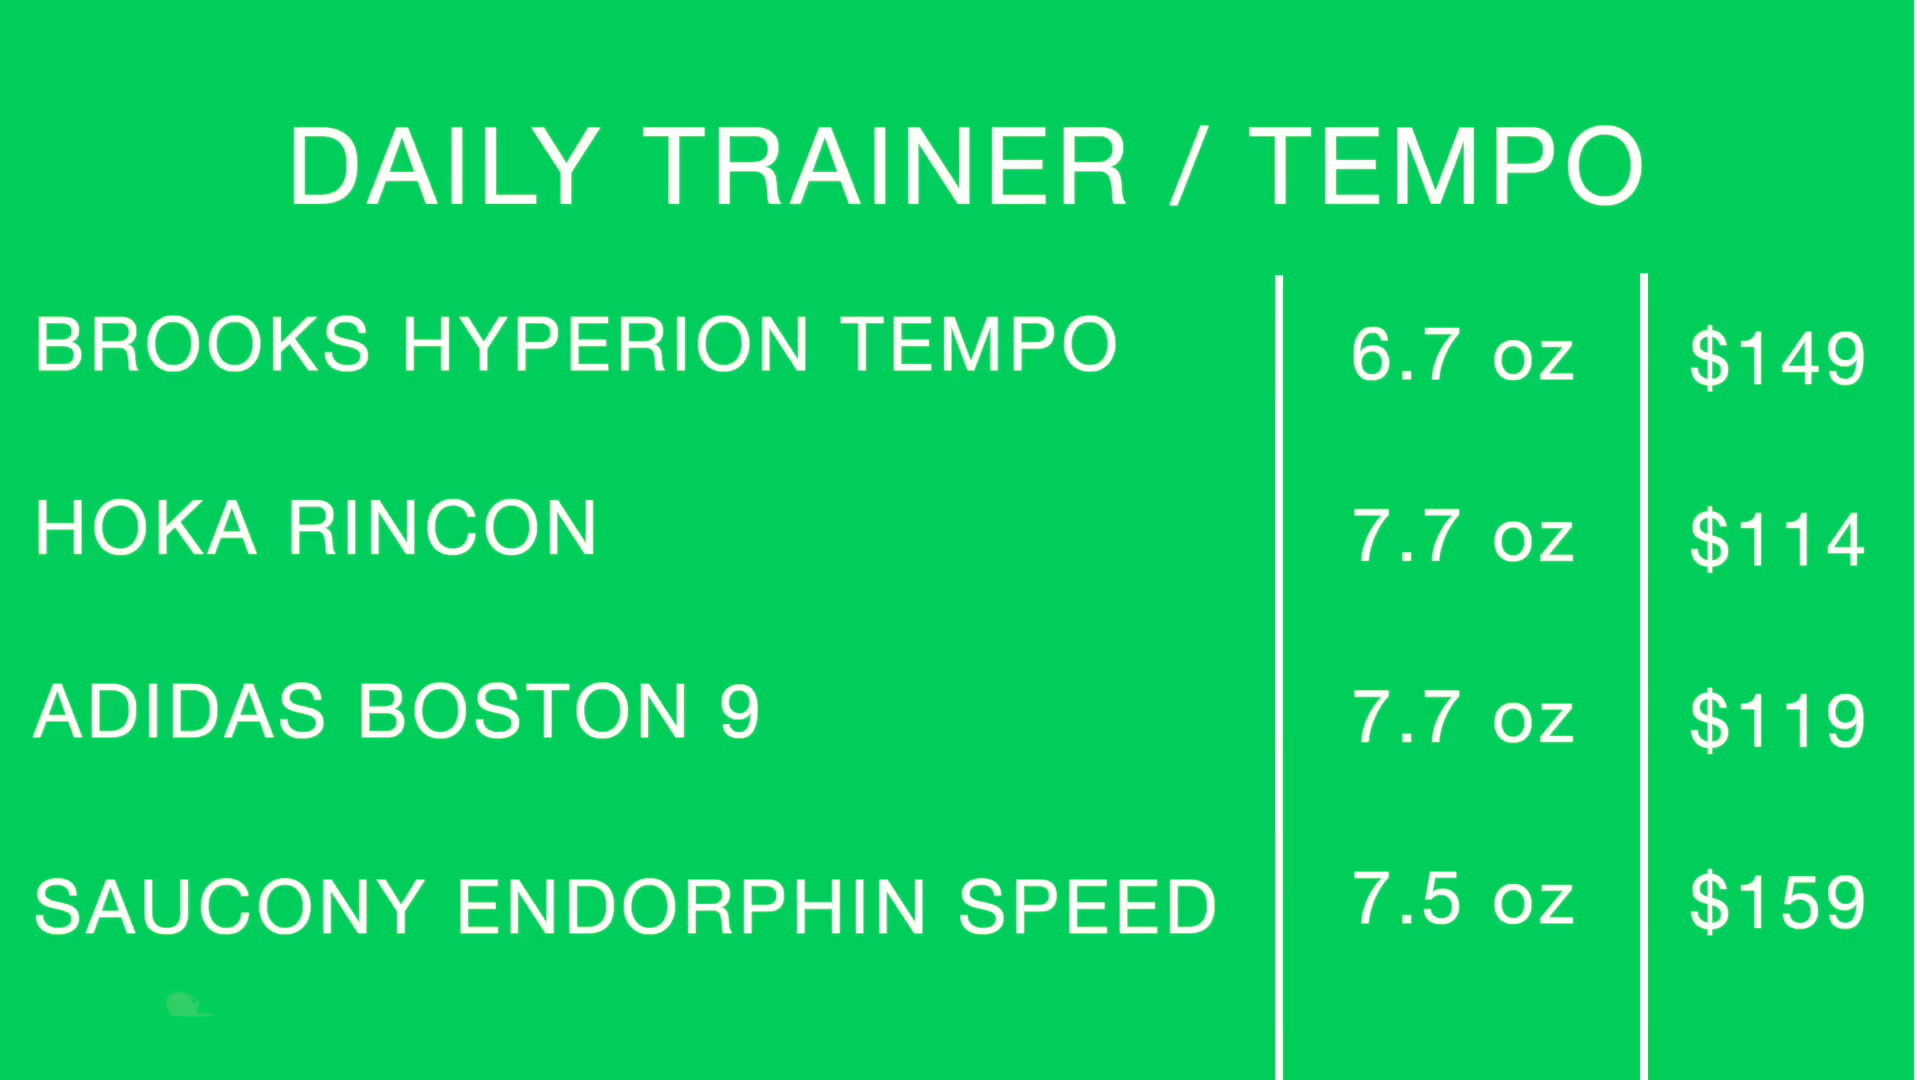 DAILY TRAINER / TEMPO
BROOKS HYPERION TEMPO 6.7 oz $149
HOKA RINCON 7.7 oz $114
ADIDAS BOSTON 9 7.7 oz $119
SAUCONY ENDORPHIN SPEED 7.5 oz $159